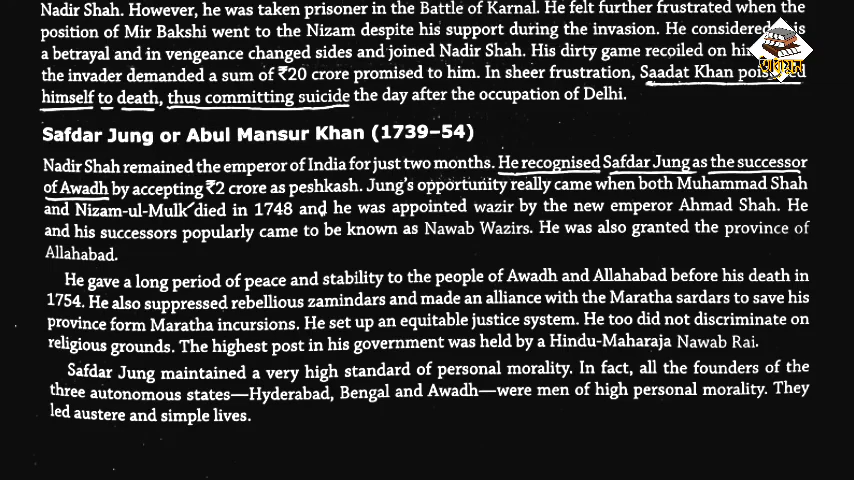 Nadir Shah. However, he was taken prisoner in the Battle of Karnal. He felt further frustrated when the
position of Mir Bakshi went to the Nizam despite his support during the invasion. He considered
a betrayal and in vengeance changed sides and joined Nadir Shah. His dirty game recoiled on
the invader demanded a sum of ₹20 crore promised to him. In sheer frustration, Saadat Khan
himself to death, thus committing suicide the day after the occupation of Delhi.
Safdar Jung or Abul Mansur Khan (1739–54)
Nadir Shah remained the emperor of India for just two months. He recognised Safdar Jung as the successor
of Awadh by accepting ₹2 crore as peshkash. Jung's opportunity really came when both Muhammad Shah
and Nizam-ul-Mulk died in 1748 and he was appointed wazir by the new emperor Ahmad Shah. He
and his successors popularly came to be known as Nawab Wazirs. He was also granted the province of
Allahabad.
He gave a long period of peace and stability to the people of Awadh and Allahabad before his death in
1754. He also suppressed rebellious zamindars and made an alliance with the Maratha sardars to save his
province form Maratha incursions. He set up an equitable justice system. He too did not discriminate on
religious grounds. The highest post in his government was held by a Hindu-Maharaja Nawab Rai.
Safdar Jung maintained a very high standard of personal morality. In fact, all the founders of the
three autonomous states—Hyderabad, Bengal and Awadh—were men of high personal morality. They
led austere and simple lives.